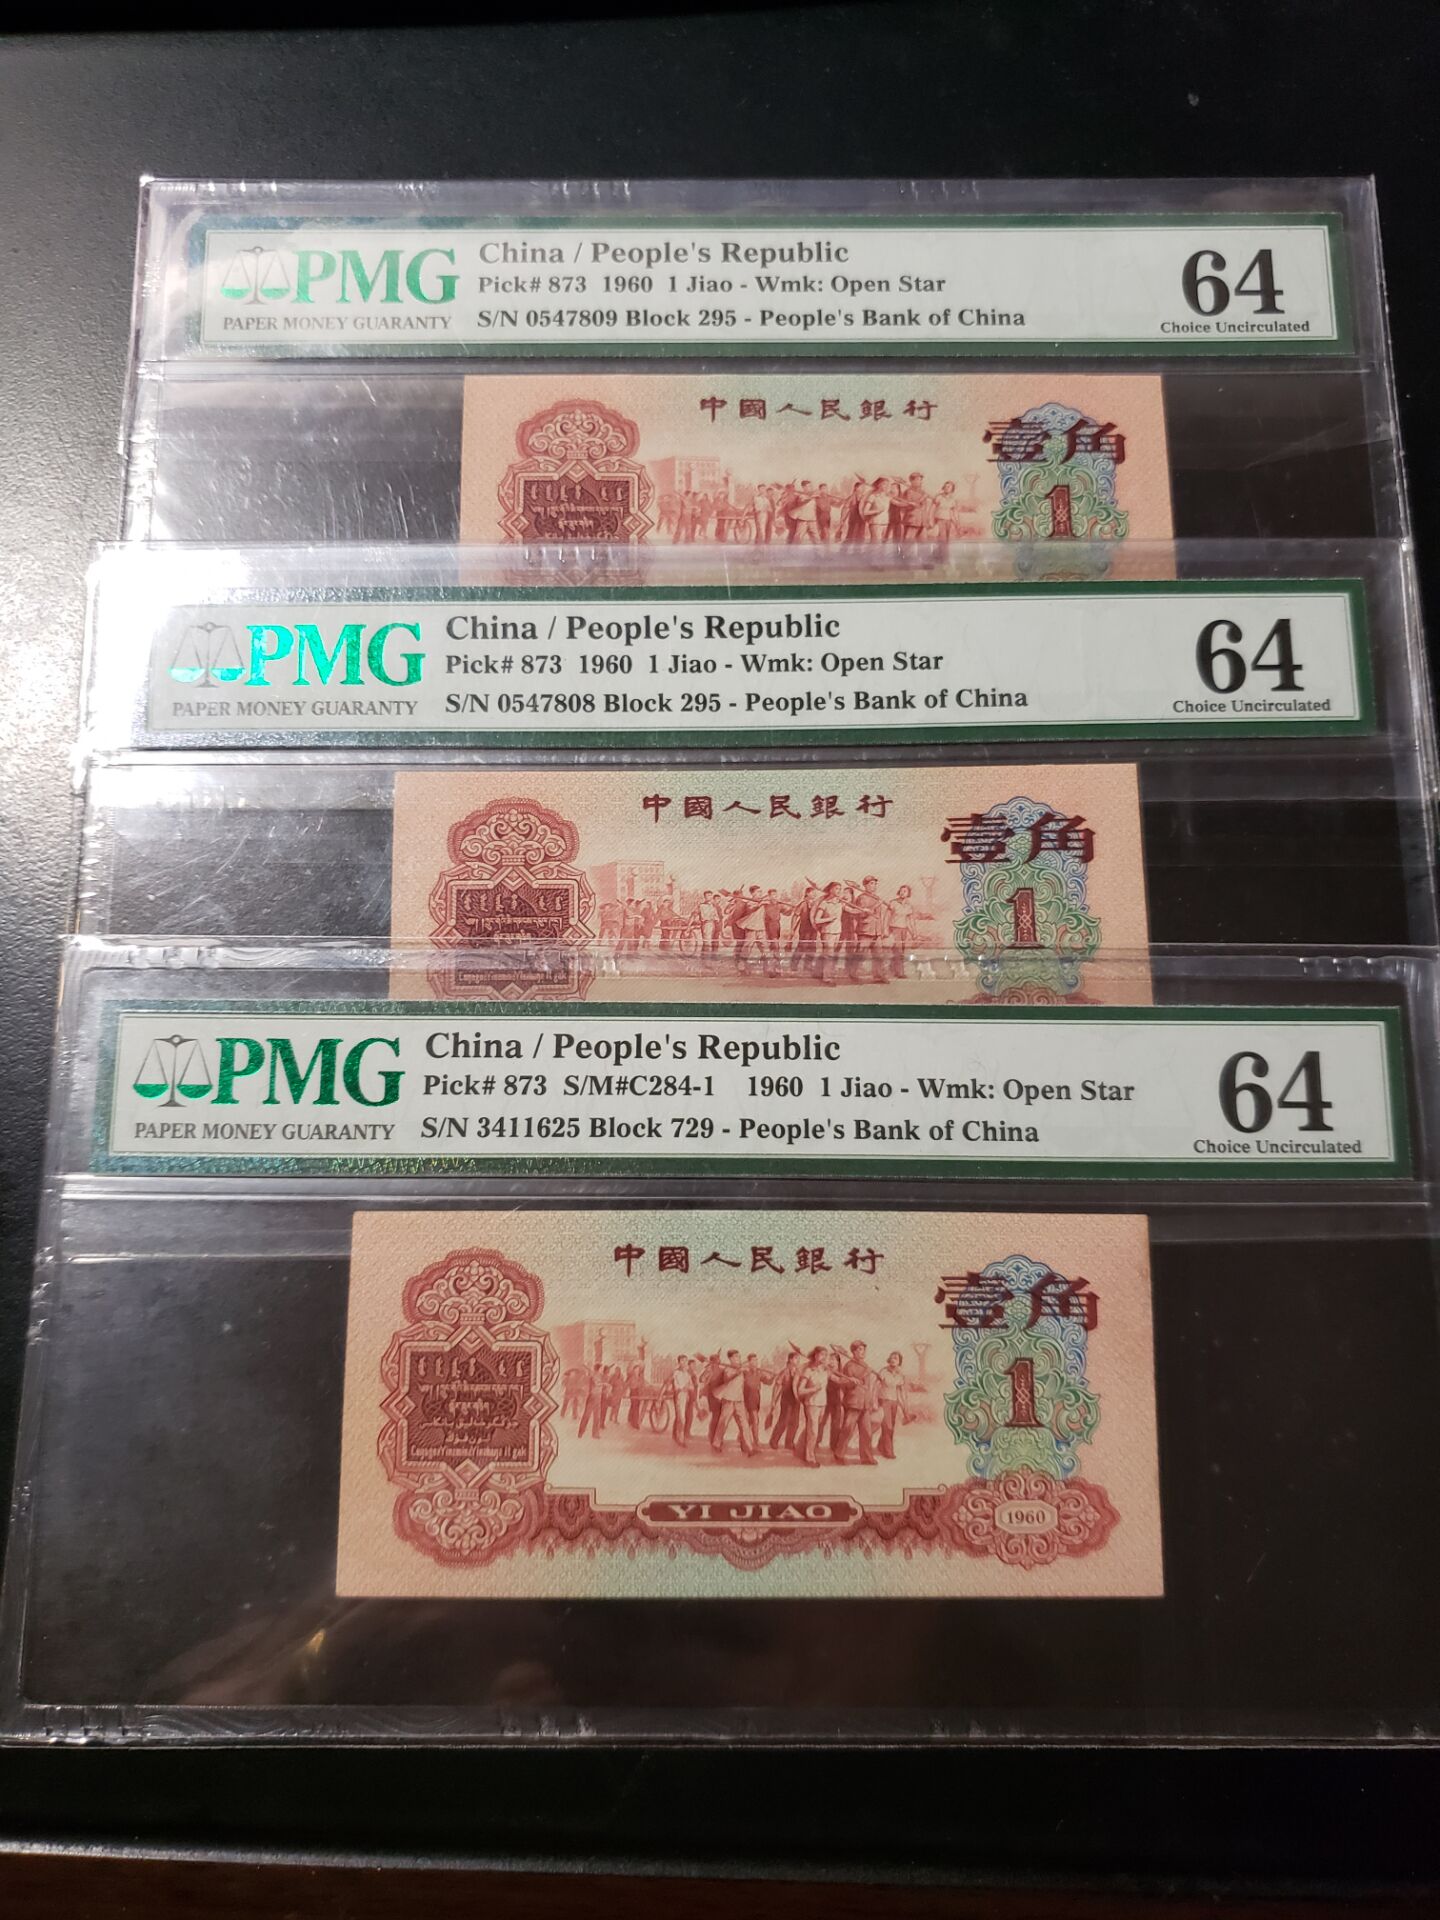 PMG
PAPER MONEY GUARANTY
China / People's Republic
Pick# 873 1960 1 Jiao - Wmk: Open Star
S/N 0547809 Block 295 - People's Bank of China
64
Choice Uncirculated
中國人民銀行
壹角
1
PMG
PAPER MONEY GUARANTY
China / People's Republic
Pick# 873 1960 1 Jiao - Wmk: Open Star
S/N 0547808 Block 295 - People's Bank of China
64
Choice Uncirculated
中國人民銀行
壹角
1
PMG
PAPER MONEY GUARANTY
China / People's Republic
Pick# 873 S/M#C284-1 1960 1 Jiao - Wmk: Open Star
S/N 3411625 Block 729 - People's Bank of China
64
Choice Uncirculated
中國人民銀行
壹角
1
YI JIAO
1960